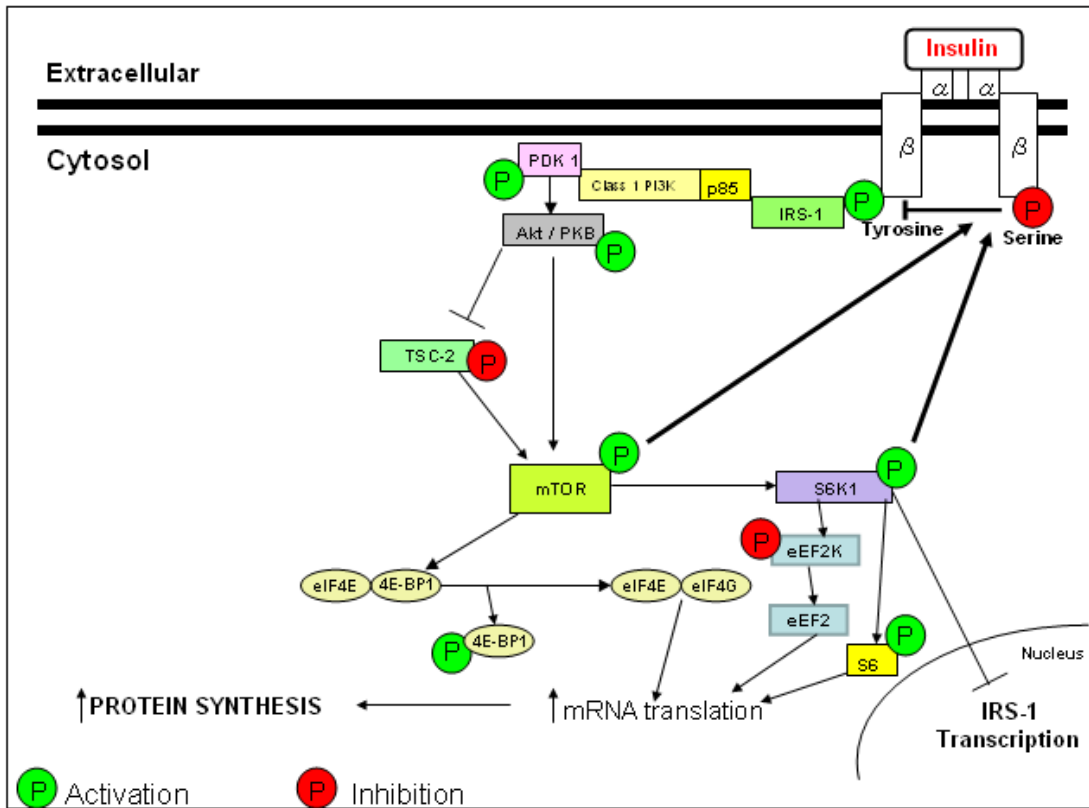 Insulin
Extracellular
α α
β β
Cytosol
PDK 1
P
Class 1 PI3K p85
IRS-1 P P
Tyrosine Serine
Akt / PKB
P
TSC-2 P
P
mTOR
P
S6K1
P eEF2K
eIF4E 4E-BP1 eIF4E eIF4G
eEF2
P 4E-BP1
P
S6
Nucleus
PROTEIN SYNTHESIS mRNA translation
IRS-1
Transcription
P Activation P Inhibition